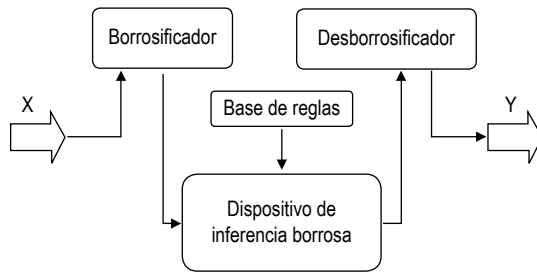 Borrosificador
Desborrosificador
X
Base de reglas
Y
Dispositivo de
inferencia borrosa